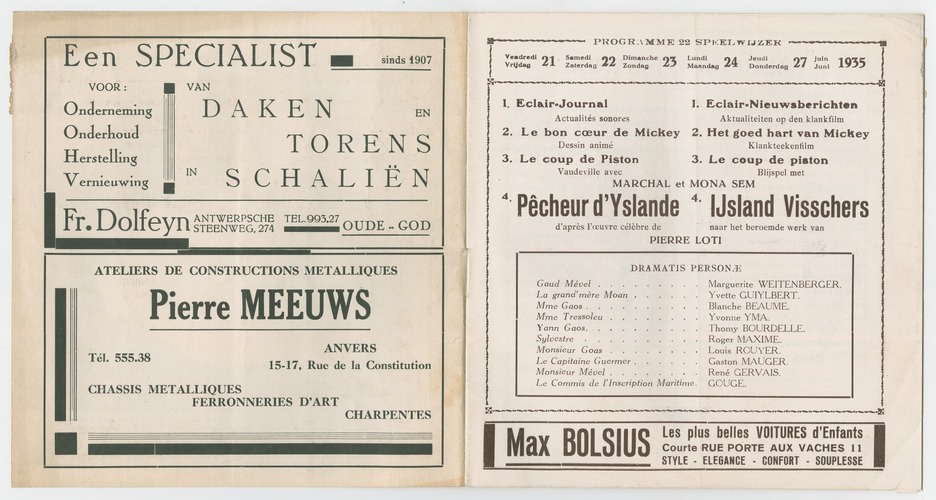 Een SPECIALIST sinds 1907
VOOR: VAN
Onderneming DAKEN EN
Onderhoud TORENS
Herstelling
Vernieuwing IN SCHALIËN
Fr. Dolfeyn ANTWERPSCHE STEENWEG, 274 TEL. 993.27 OUDE-GOD
ATELIERS DE CONSTRUCTIONS METALLIQUES
Pierre MEEUWS
ANVERS
Tél. 555.38 15-17, Rue de la Constitution
CHASSIS METALLIQUES
FERRONNERIES D'ART
CHARPENTES
PROGRAMME 22 SPEELWIJZER
Vendredi Vrijdag 21 Samedi Zaterdag 22 Dimanche Zondag 23 Lundi Maandag 24 Jeudi Donderdag 27 juin Juni 1935
1. Eclair-Journal 1. Eclair-Nieuwsberichten
Actualités sonores Aktualiteiten op den klankfilm
2. Le bon cœur de Mickey 2. Het goed hart van Mickey
Dessin animé Klankteekenfilm
3. Le coup de Piston 3. Le coup de piston
Vaudeville avec Blijspel met
MARCHAL et MONA SEM
4. Pêcheur d'Yslande 4. IJsland Visschers
d'après l'œuvre célèbre de naar het beroemde werk van
PIERRE LOTI
DRAMATIS PERSONÆ
Gaud Mével . . . . . . . . . Marguerite WEITENBERGER.
La grand'mère Moan . . . . . . . Yvette GUIYLBERT.
Mme Gaos . . . . . . . . . . Blanche BEAUME.
Mme Tressoleu . . . . . . . . . Yvonne YMA.
Yann Gaos. . . . . . . . . . Thomy BOURDELLE.
Sylvestre . . . . . . . . . . Roger MAXIME.
Monsieur Goas . . . . . . . . . Louis ROUYER.
Le Capitaine Guermer . . . . . . . Gaston MAUGER.
Monsieur Mével . . . . . . . . René GERVAIS.
Le Commis de l'Inscription Maritime. GOUGE.
Max BOLSIUS Les plus belles VOITURES d'Enfants
Courte RUE PORTE AUX VACHES 11
STYLE - ELEGANCE - CONFORT - SOUPLESSE